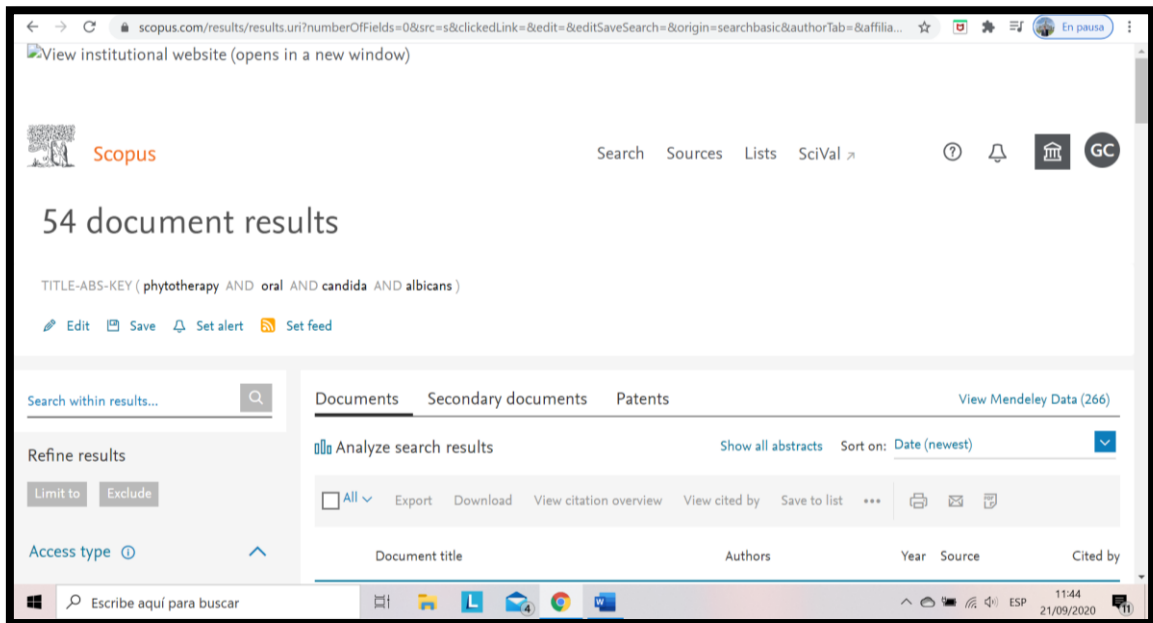 scopus.com/results/results.uri?numberOfFields=0&src=s&clickedLink=&edit=&editSaveSearch=&origin=searchbasic&authorTab=&affilia... En pausa
View institutional website (opens in a new window)
Scopus Search Sources Lists SciVal GC
54 document results
TITLE-ABS-KEY ( phytotherapy AND oral AND candida AND albicans )
Edit Save Set alert Set feed
Search within results...
Documents Secondary documents Patents View Mendeley Data (266)
Refine results
Analyze search results Show all abstracts Sort on: Date (newest)
Limit to Exclude
All Export Download View citation overview View cited by Save to list ...
Access type
Document title Authors Year Source Cited by
Escribe aquí para buscar L 4 W ESP 11:44
21/09/2020 11